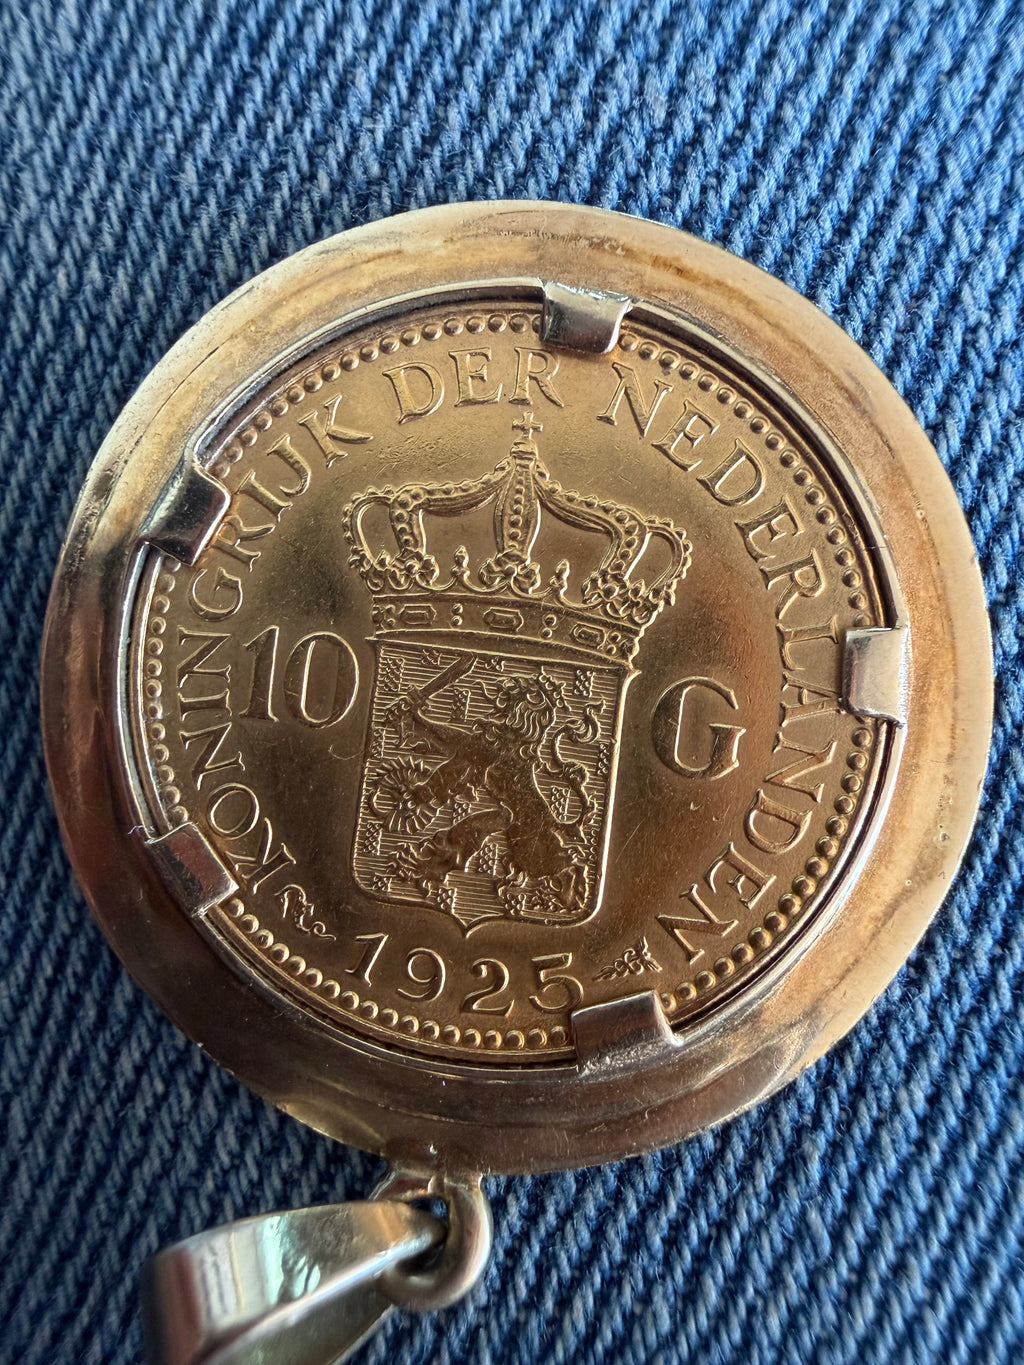 KONINGRIJK DER NEDERLANDEN
10 G
1925